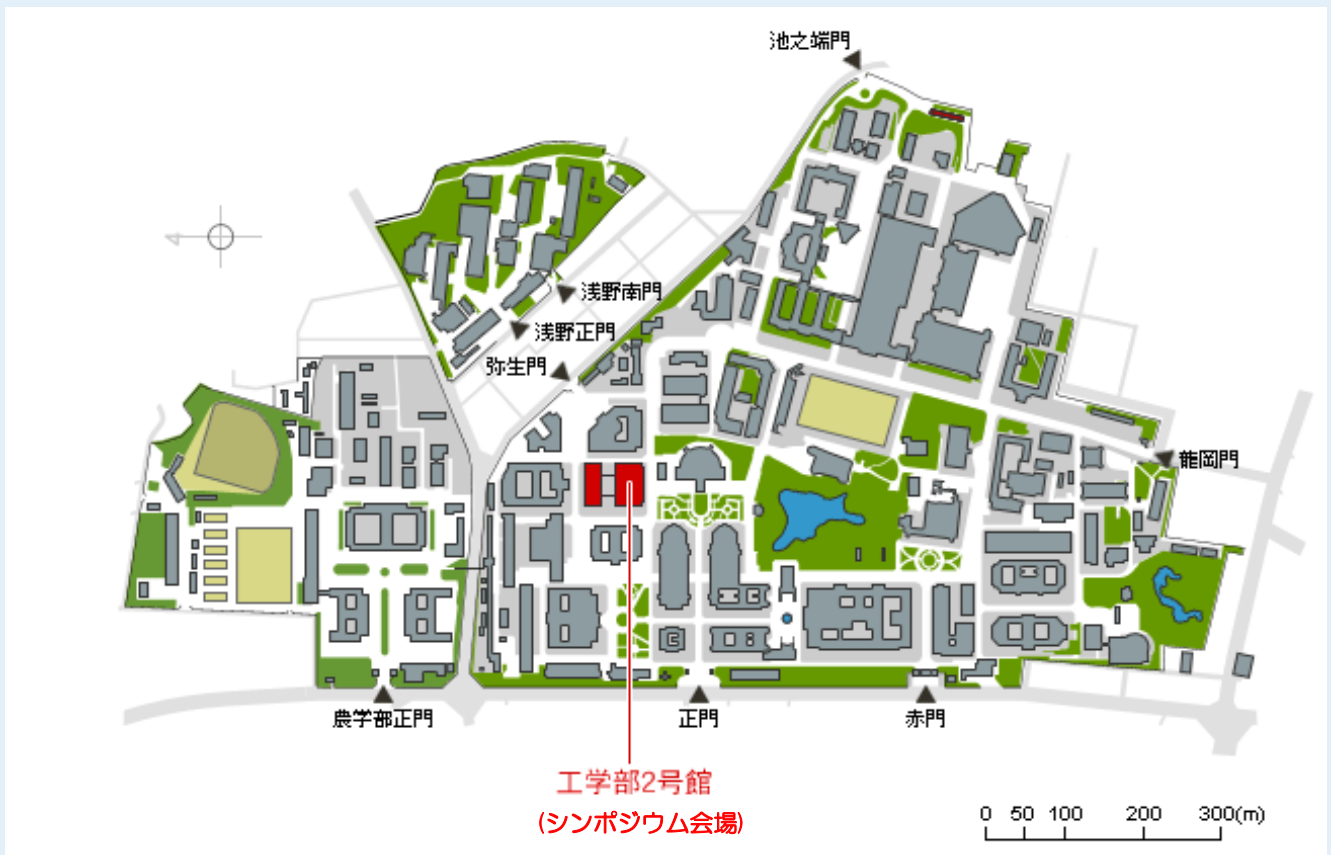 池之端門
浅野南門
浅野正門
弥生門
龍岡門
農学部正門
正門
赤門
工学部2号館
(シンポジウム会場)
0 50 100 200 300(m)